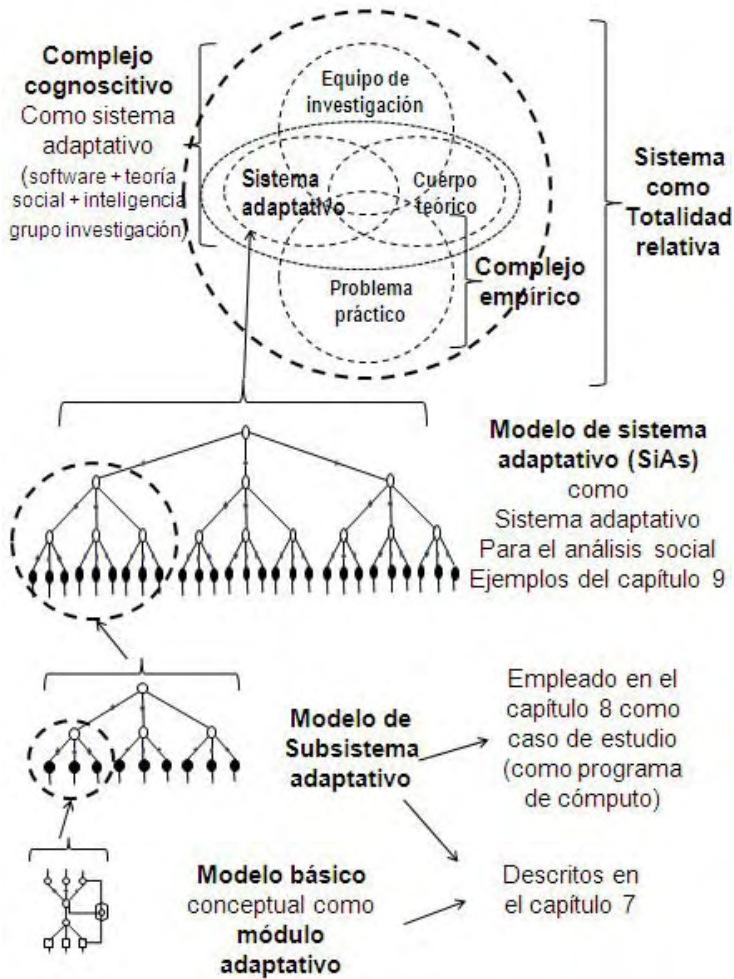 Complejo
cognoscitivo
Como sistema
adaptativo
(software + teoría
social + inteligencia
grupo investigación)
Equipo de
investigación
Sistema
adaptativo
Cuerpo
teórico
Problema
práctico
Complejo
empírico
Sistema
como
Totalidad
relativa
Modelo de sistema
adaptativo (SiAs)
como
Sistema adaptativo
Para el análisis social
Ejemplos del capítulo 9
Modelo de
Subsistema
adaptativo
Empleado en el
capítulo 8 como
caso de estudio
(como programa
de cómputo)
Modelo básico
conceptual como
módulo
adaptativo
Descritos en
el capítulo 7